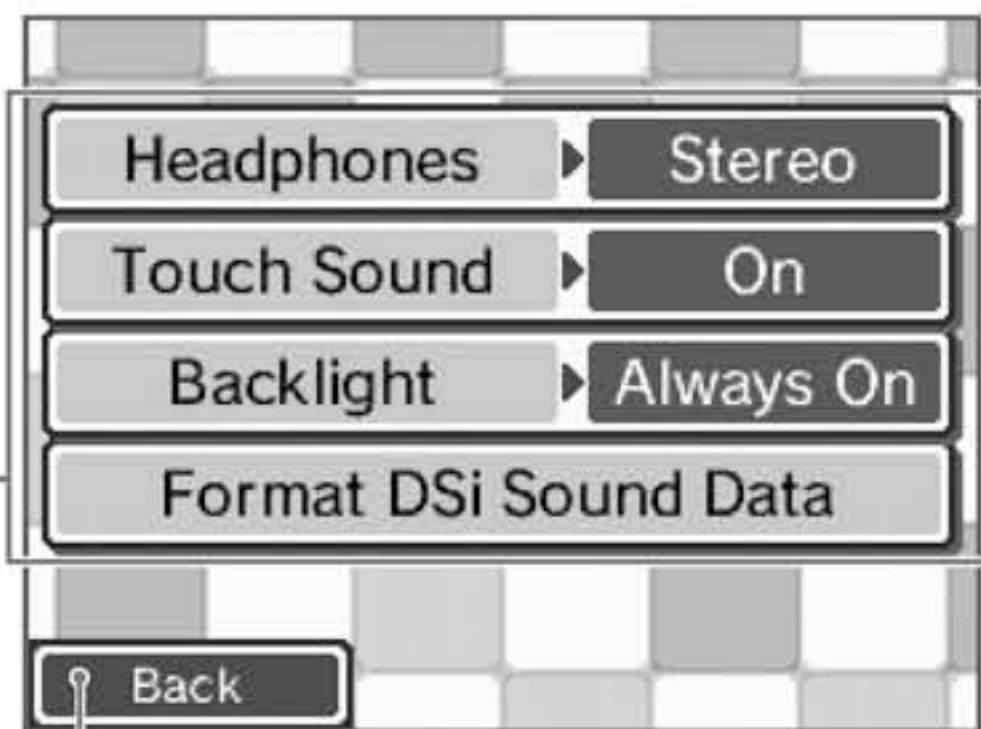 Headphones Stereo
Touch Sound On
Backlight Always On
Format DSi Sound Data
Back